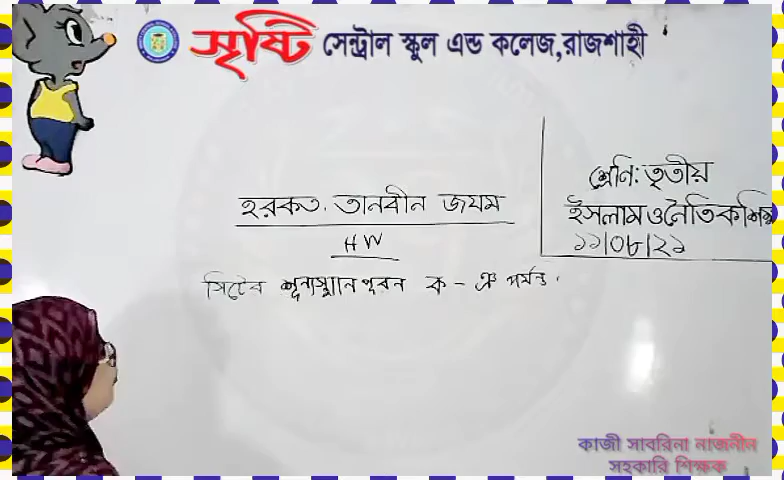 সৃষ্টি সেন্ট্রাল স্কুল এন্ড কলেজ,রাজশাহী
শ্রেণি: তৃতীয়
ইসলাম ও নৈতিক শিক্ষা
১১/০৮/২১
হরকত, তানবীন জযম
HW
সিটের শূন্যস্থান পূরন ক - ঞ পর্যন্ত.
কাজী সাবরিনা নাজনীন
সহকারি শিক্ষক